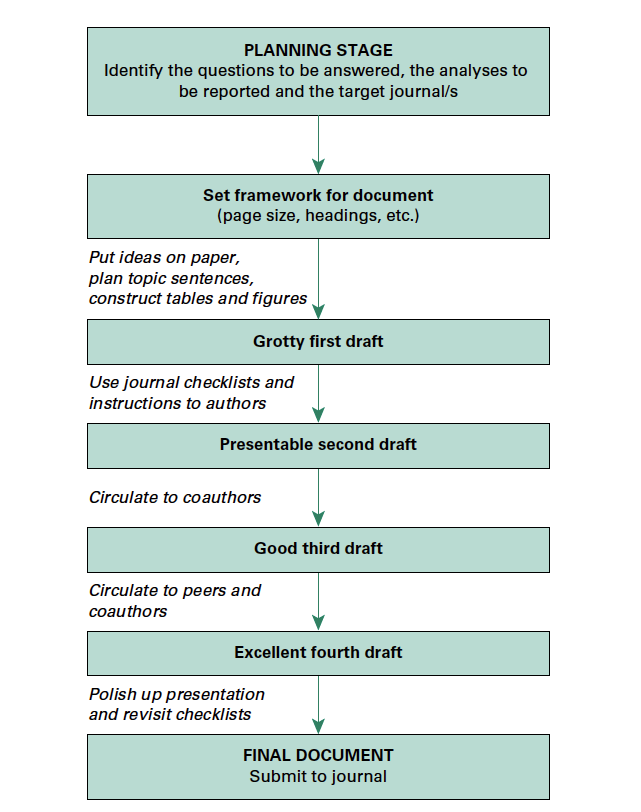 PLANNING STAGE
Identify the questions to be answered, the analyses to
be reported and the target journal/s
Set framework for document
(page size, headings, etc.)
Put ideas on paper,
plan topic sentences,
construct tables and figures
Grotty first draft
Use journal checklists and
instructions to authors
Presentable second draft
Circulate to coauthors
Good third draft
Circulate to peers and
coauthors
Excellent fourth draft
Polish up presentation
and revisit checklists
FINAL DOCUMENT
Submit to journal